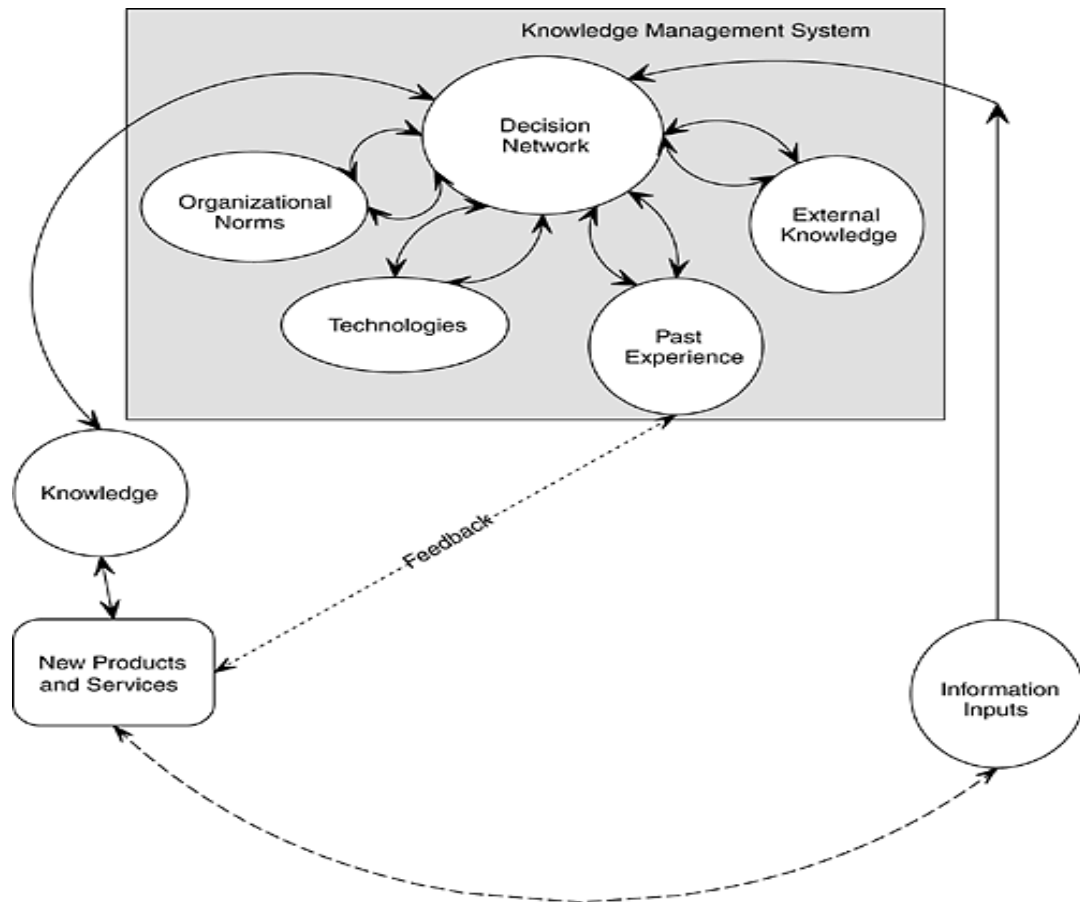 Knowledge Management System
Decision
Network
Organizational
Norms
External
Knowledge
Technologies
Past
Experience
Knowledge
Feedback
New Products
and Services
Information
Inputs